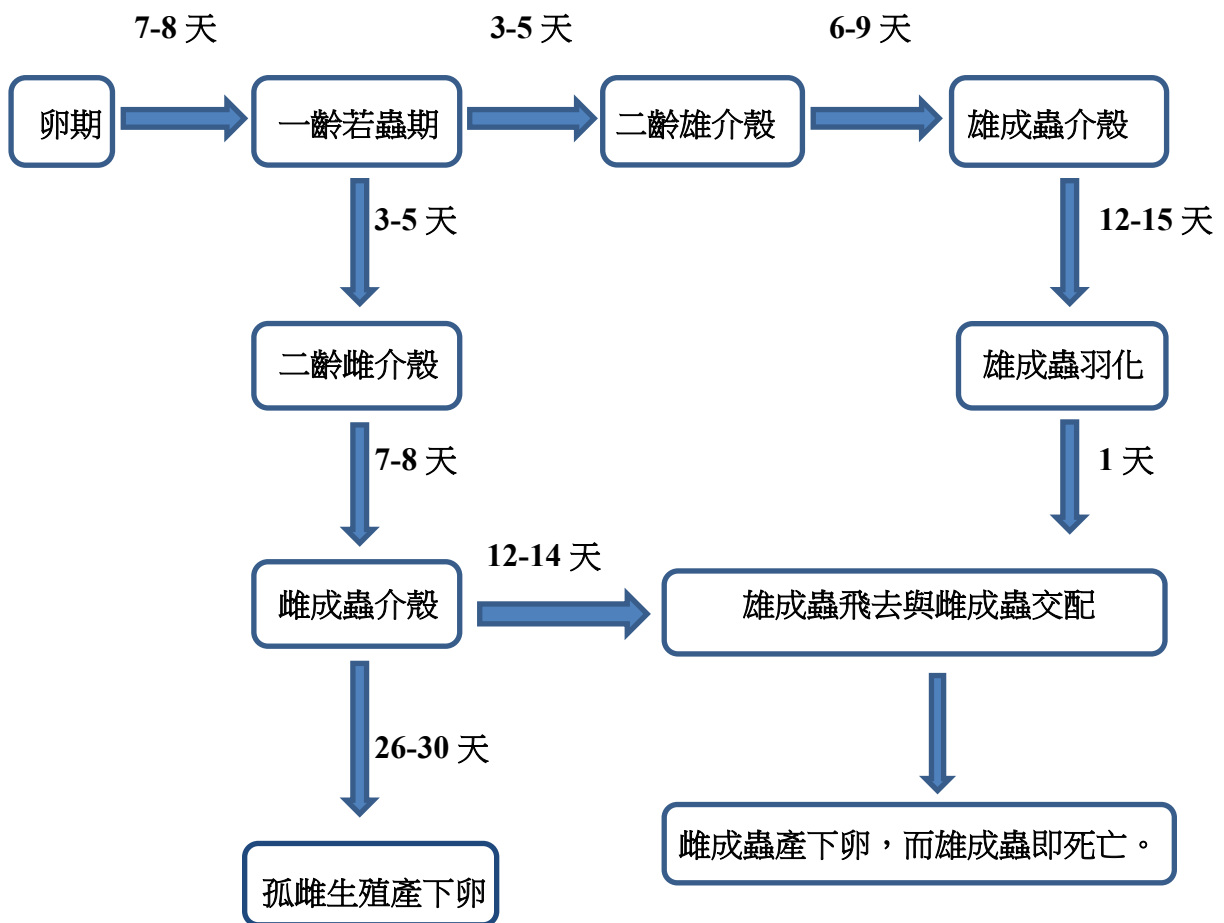 7-8 天
3-5 天
6-9 天
卵期
一齡若蟲期
二齡雄介殼
雄成蟲介殼
3-5 天
12-15 天
二齡雌介殼
雄成蟲羽化
7-8 天
1 天
12-14 天
雌成蟲介殼
雄成蟲飛去與雌成蟲交配
26-30 天
雌成蟲產下卵，而雄成蟲即死亡。
孤雌生殖產下卵